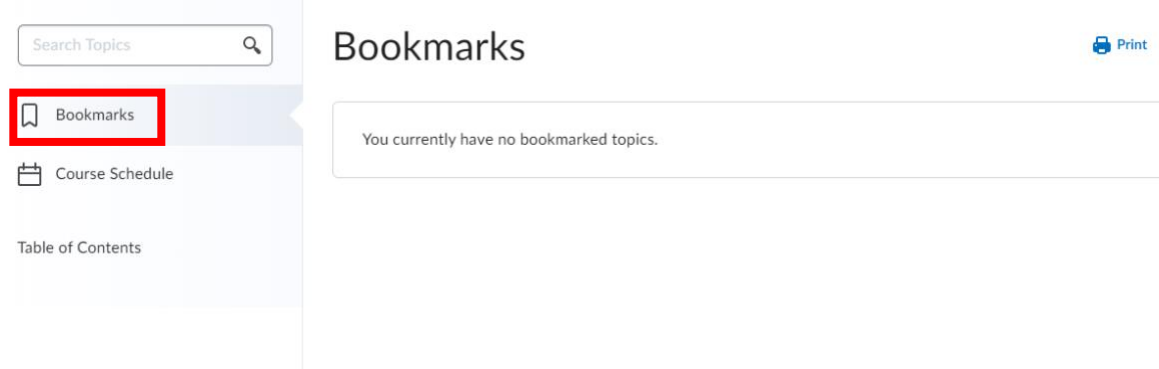 Search Topics
Bookmarks
Course Schedule
Table of Contents
Bookmarks
Print
You currently have no bookmarked topics.